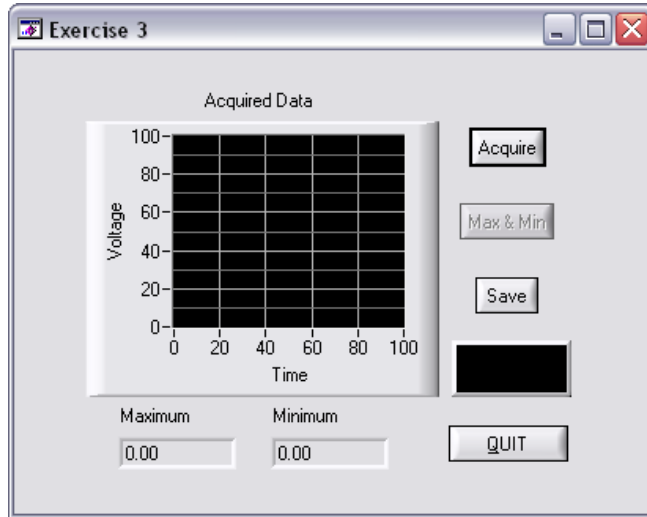 Exercise 3
Acquired Data
100
80
60
40
20
0
Voltage
0 20 40 60 80 100
Time
Acquire
Max & Min
Save
Maximum
0.00
Minimum
0.00
QUIT